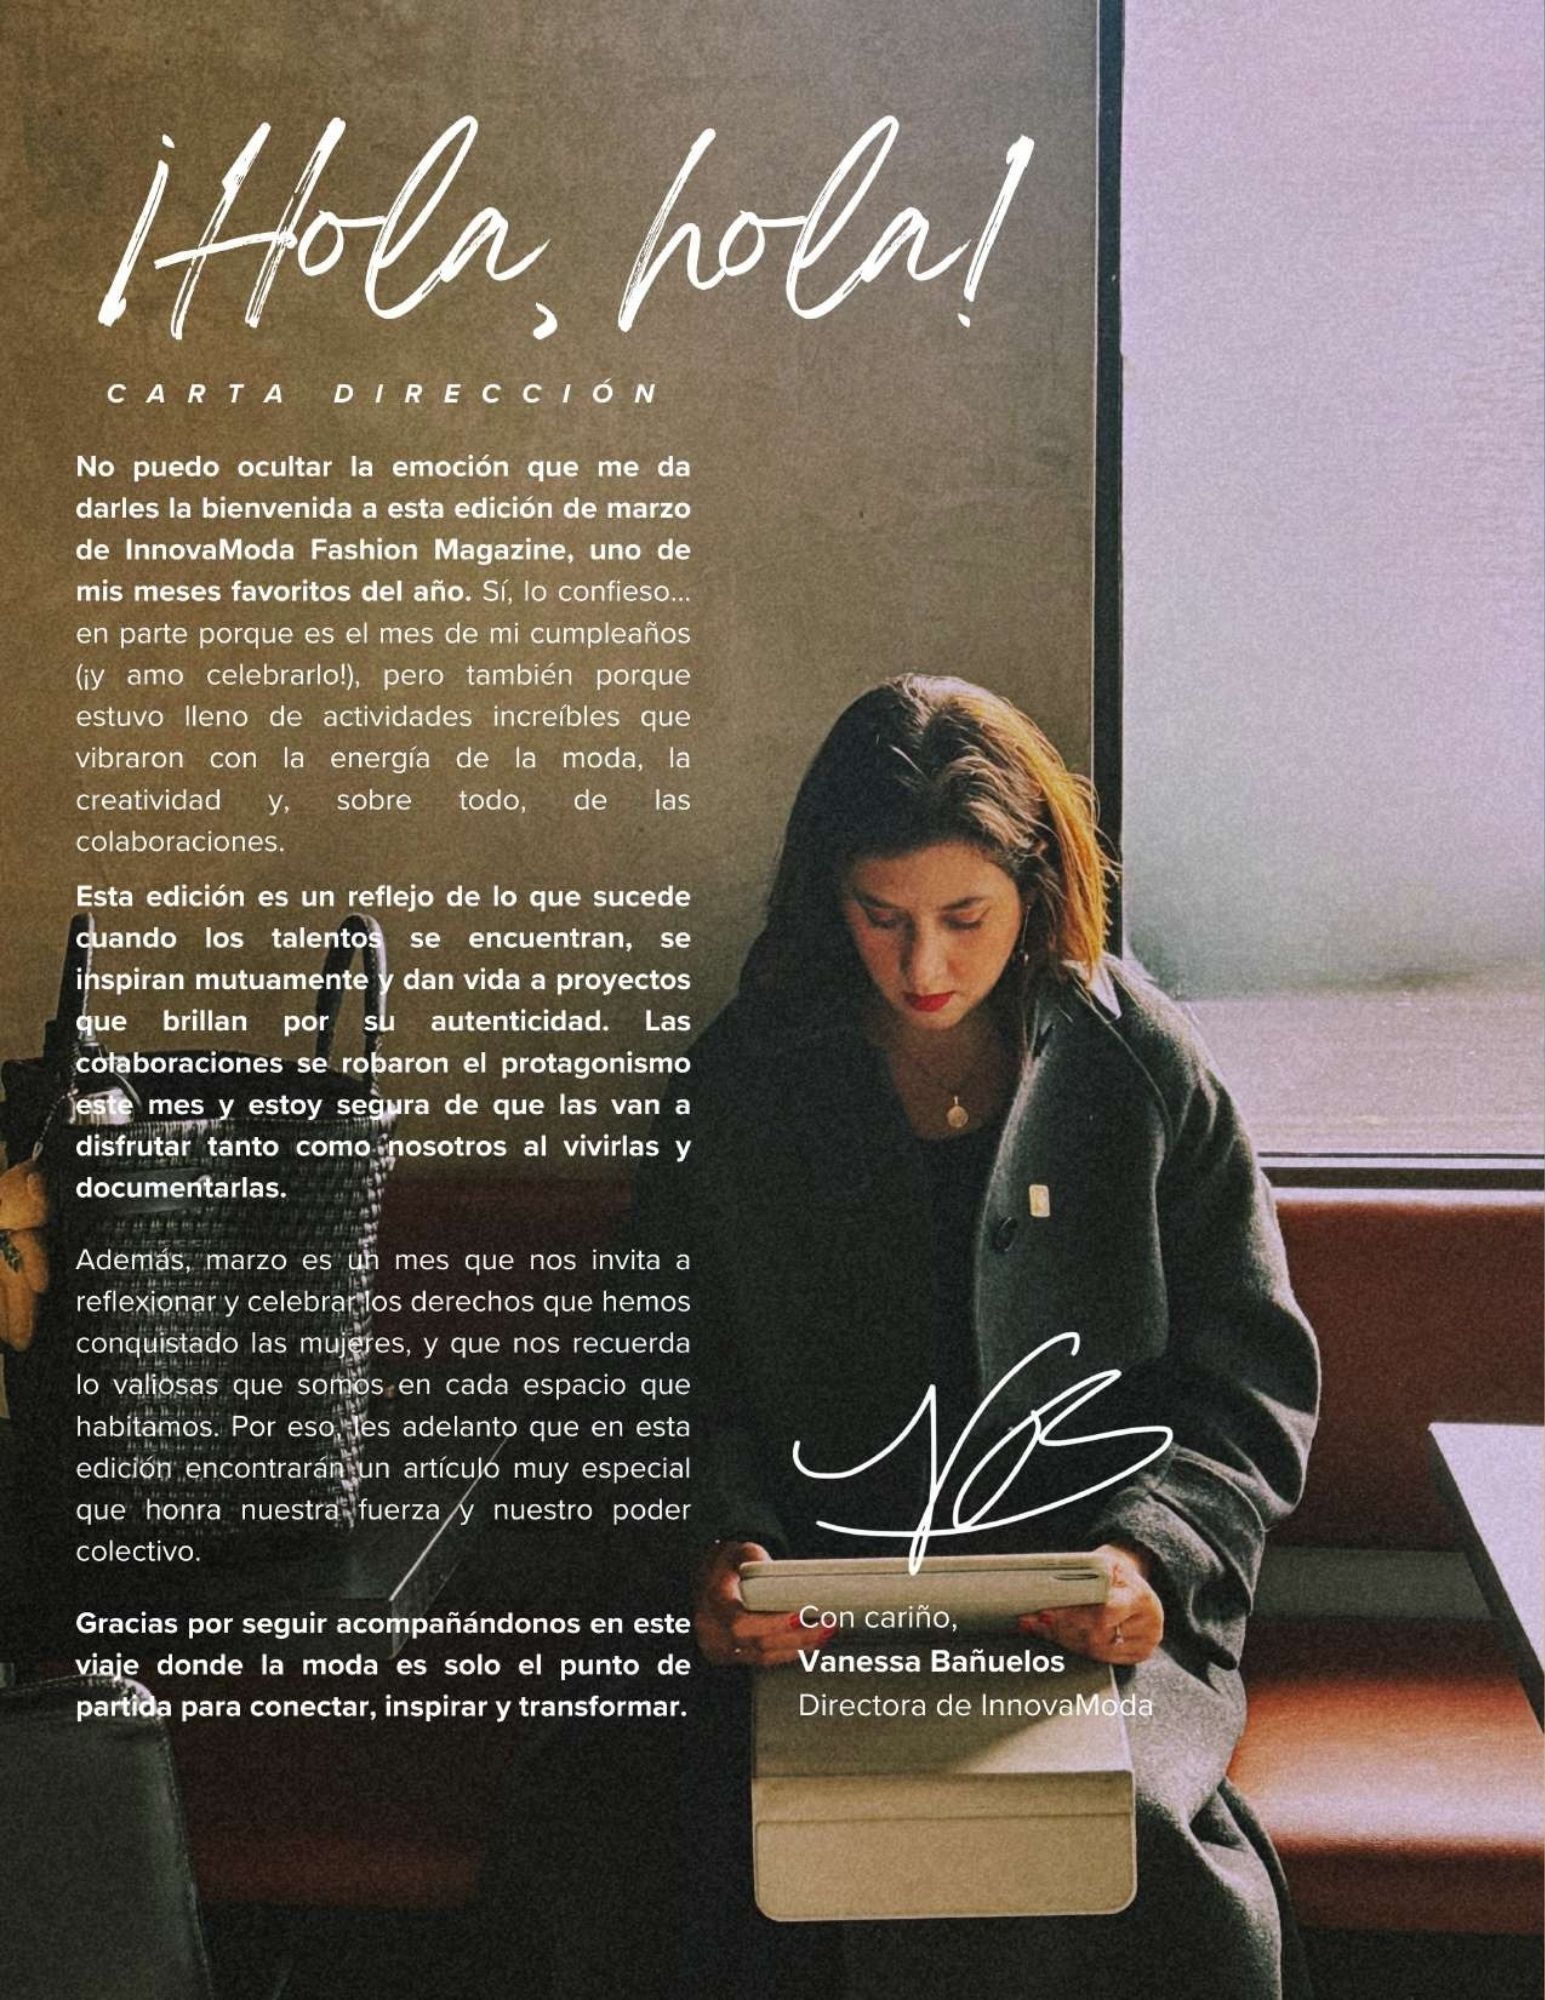 ¡Hola, hola!
CARTA DIRECCIÓN
No puedo ocultar la emoción que me da
darles la bienvenida a esta edición de marzo
de InnovaModa Fashion Magazine, uno de
mis meses favoritos del año. Sí, lo confieso...
en parte porque es el mes de mi cumpleaños
(¡y amo celebrarlo!), pero también porque
estuvo lleno de actividades increíbles que
vibraron con la energía de la moda, la
creatividad y, sobre todo, de las
colaboraciones.
Esta edición es un reflejo de lo que sucede
cuando los talentos se encuentran, se
inspiran mutuamente y dan vida a proyectos
que brillan por su autenticidad. Las
colaboraciones se robaron el protagonismo
este mes y estoy segura de que las van a
disfrutar tanto como nosotros al vivirlas y
documentarlas.
Además, marzo es un mes que nos invita a
reflexionar y celebrar los derechos que hemos
conquistado las mujeres, y que nos recuerda
lo valiosas que somos en cada espacio que
habitamos. Por eso, les adelanto que en esta
edición encontrarán un artículo muy especial
que honra nuestra fuerza y nuestro poder
colectivo.
Gracias por seguir acompañándonos en este
viaje donde la moda es solo el punto de
partida para conectar, inspirar y transformar.
Con cariño,
Vanessa Bañuelos
Directora de InnovaModa